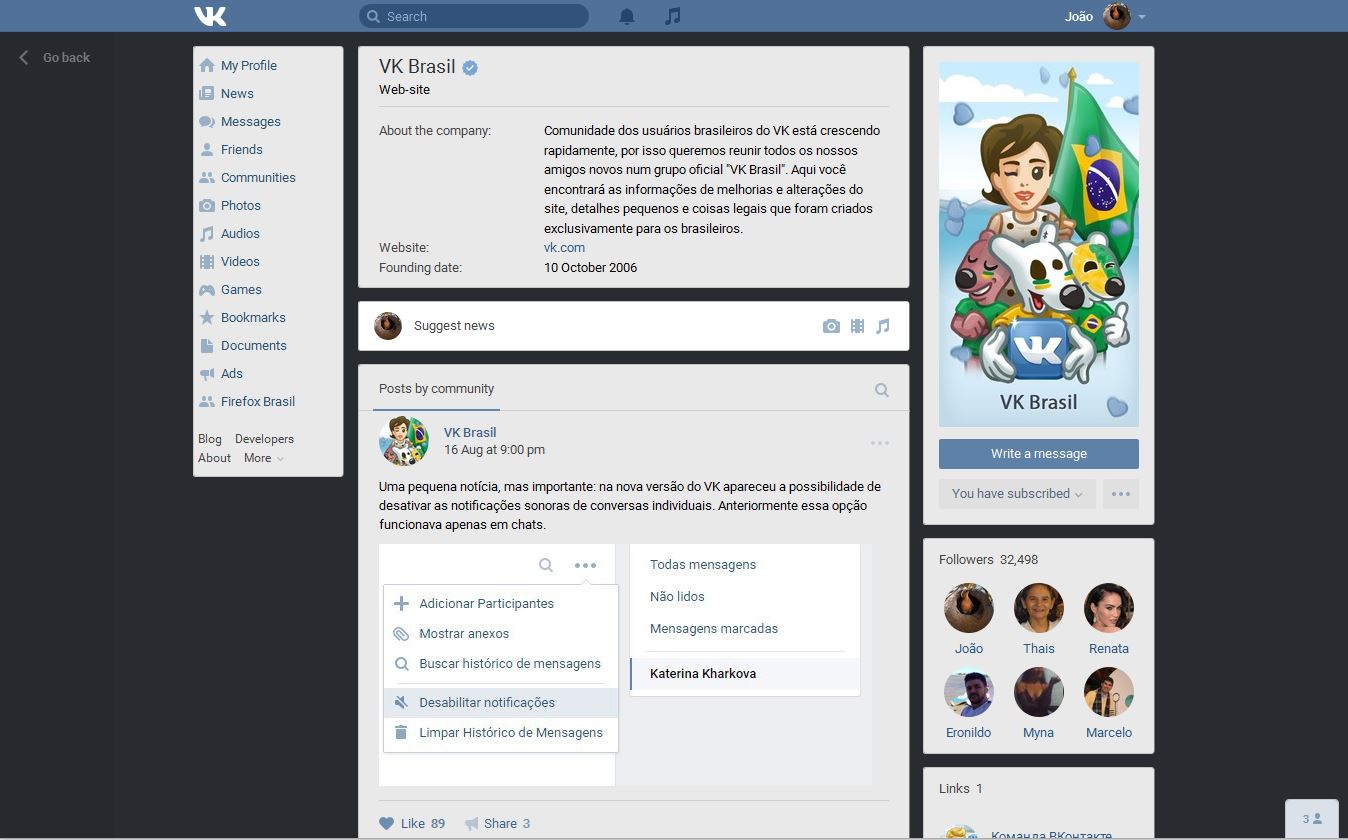 VK
Search
João
Go back
My Profile
News
Messages
Friends
Communities
Photos
Audios
Videos
Games
Bookmarks
Documents
Ads
Firefox Brasil
Blog Developers
About More
VK Brasil
Web-site
About the company:
Comunidade dos usuários brasileiros do VK está crescendo
rapidamente, por isso queremos reunir todos os nossos
amigos novos num grupo oficial "VK Brasil". Aqui você
encontrará as informações de melhorias e alterações do
site, detalhes pequenos e coisas legais que foram criados
exclusivamente para os brasileiros.
Website: vk.com
Founding date: 10 October 2006
Suggest news
Posts by community
VK Brasil
16 Aug at 9:00 pm
Uma pequena notícia, mas importante: na nova versão do VK apareceu a possibilidade de
desativar as notificações sonoras de conversas individuais. Anteriormente essa opção
funcionava apenas em chats.
Adicionar Participantes
Mostrar anexos
Buscar histórico de mensagens
Desabilitar notificações
Limpar Histórico de Mensagens
Todas mensagens
Não lidos
Mensagens marcadas
Katerina Kharkova
Like 89 Share 3
VK
VK Brasil
Write a message
You have subscribed
Followers 32,498
João Thais Renata
Eronildo Myna Marcelo
Links 1
Команда ВКонтакте
3